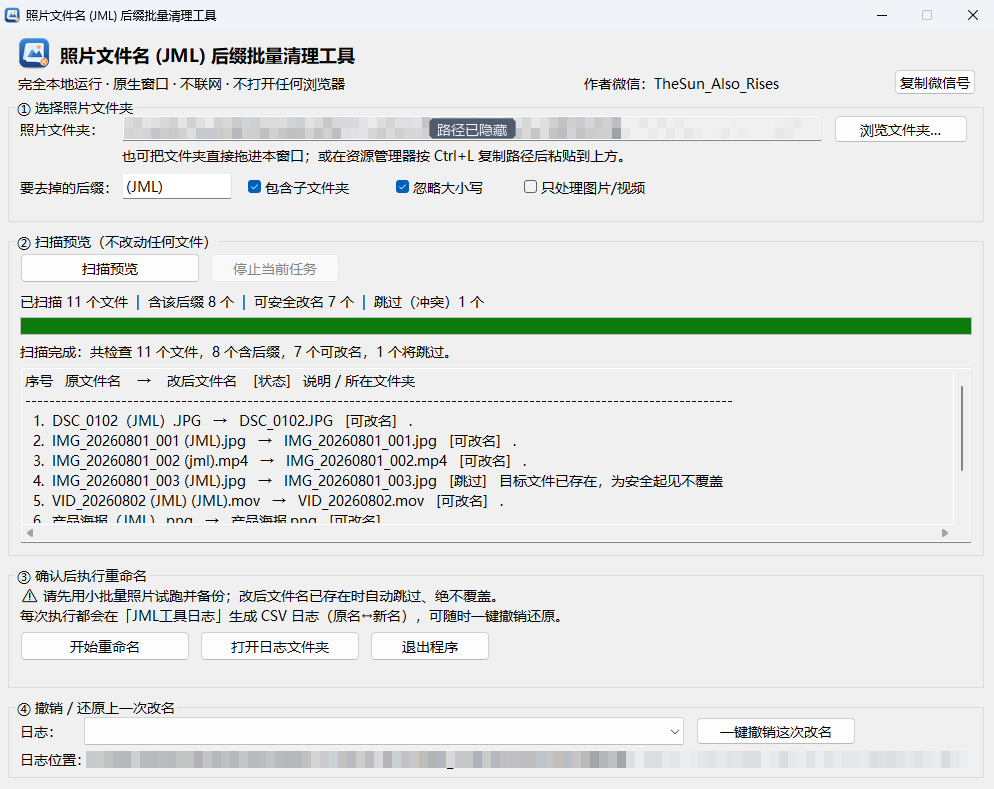 照片文件名 (JML) 后缀批量清理工具
照片文件名 (JML) 后缀批量清理工具
完全本地运行 · 原生窗口 · 不联网 · 不打开任何浏览器
作者微信：TheSun_Also_Rises
复制微信号
① 选择照片文件夹
照片文件夹：
路径已隐藏
浏览文件夹...
也可把文件夹直接拖进本窗口；或在资源管理器按 Ctrl+L 复制路径后粘贴到上方。
要去掉的后缀： (JML) 包含子文件夹 忽略大小写 只处理图片/视频
② 扫描预览（不改动任何文件）
扫描预览 停止当前任务
已扫描 11 个文件 | 含该后缀 8 个 | 可安全改名 7 个 | 跳过（冲突）1 个
扫描完成：共检查 11 个文件，8 个含后缀，7 个可改名，1 个将跳过。
序号 原文件名 → 改后文件名 [状态] 说明 / 所在文件夹
----------------------------------------------------------------------
1. DSC_0102（JML）.JPG → DSC_0102.JPG [可改名] .
2. IMG_20260801_001 (JML).jpg → IMG_20260801_001.jpg [可改名] .
3. IMG_20260801_002 (jml).mp4 → IMG_20260801_002.mp4 [可改名] .
4. IMG_20260801_003 (JML).jpg → IMG_20260801_003.jpg [跳过] 目标文件已存在，为安全起见不覆盖
5. VID_20260802 (JML) (JML).mov → VID_20260802.mov [可改名] .
6. 产品海报（JML）.png → 产品海报.png [可改名]
③ 确认后执行重命名
⚠ 请先用小批量照片试跑并备份；改后文件名已存在时自动跳过、绝不覆盖。
每次执行都会在「JML工具日志」生成 CSV 日志（原名↔新名），可随时一键撤销还原。
开始重命名 打开日志文件夹 退出程序
④ 撤销 / 还原上一次改名
日志： 一键撤销这次改名
日志位置：